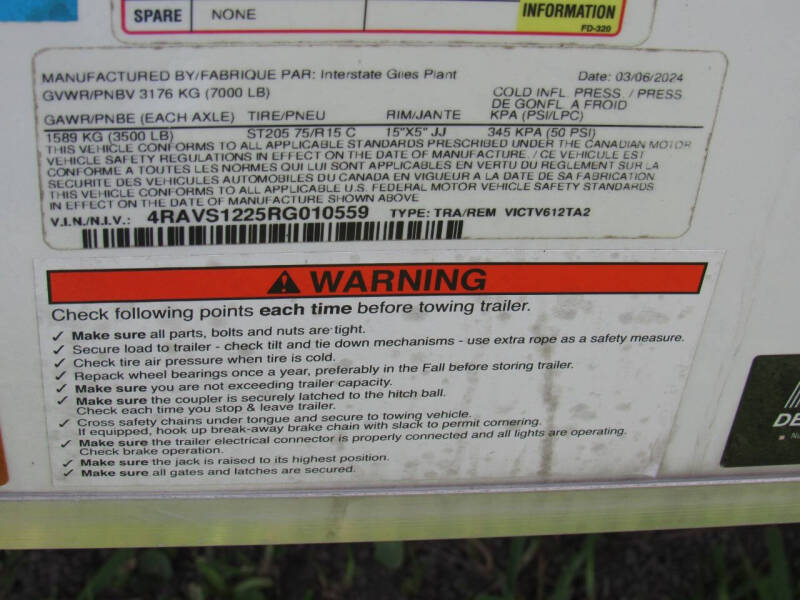 SPARE NONE
INFORMATION
FD-320
MANUFACTURED BY/FABRIQUE PAR: Interstate Giles Plant Date: 03/06/2024
GVWR/PNBV 3176 KG (7000 LB) COLD INFL. PRESS. / PRESS
DE GONFL. A FROID
GAWR/PNBE (EACH AXLE) TIRE/PNEU RIM/JANTE KPA (PSI/LPC)
1589 KG (3500 LB) ST205 75/R15 C 15"X5" JJ 345 KPA (50 PSI)
THIS VEHICLE CONFORMS TO ALL APPLICABLE STANDARDS PRESCRIBED UNDER THE CANADIAN MOTOR
VEHICLE SAFETY REGULATIONS IN EFFECT ON THE DATE OF MANUFACTURE. / CE VEHICULE EST
CONFORME A TOUTES LES NORMES QUI LUI SONT APPLICABLES EN VERTU DU REGLEMENT SUR LA
SECURITE DES VEHICULES AUTOMOBILES DU CANADA EN VIGUEUR A LA DATE DE SA FABRICATION.
THIS VEHICLE CONFORMS TO ALL APPLICABLE U.S. FEDERAL MOTOR VEHICLE SAFETY STANDARDS
IN EFFECT ON THE DATE OF MANUFACTURE SHOWN ABOVE
V.I.N./N.I.V.: 4RAVS1225RG010559 TYPE: TRA/REM VICTV612TA2
WARNING
Check following points each time before towing trailer.
✓ Make sure all parts, bolts and nuts are tight.
✓ Secure load to trailer - check tilt and tie down mechanisms - use extra rope as a safety measure.
✓ Check tire air pressure when tire is cold.
✓ Repack wheel bearings once a year, preferably in the Fall before storing trailer.
✓ Make sure you are not exceeding trailer capacity.
✓ Make sure the coupler is securely latched to the hitch ball.
Check each time you stop & leave trailer.
✓ Cross safety chains under tongue and secure to towing vehicle.
If equipped, hook up break-away brake chain with slack to permit cornering.
✓ Make sure the trailer electrical connector is properly connected and all lights are operating.
Check brake operation.
✓ Make sure the jack is raised to its highest position.
✓ Make sure all gates and latches are secured.
DE